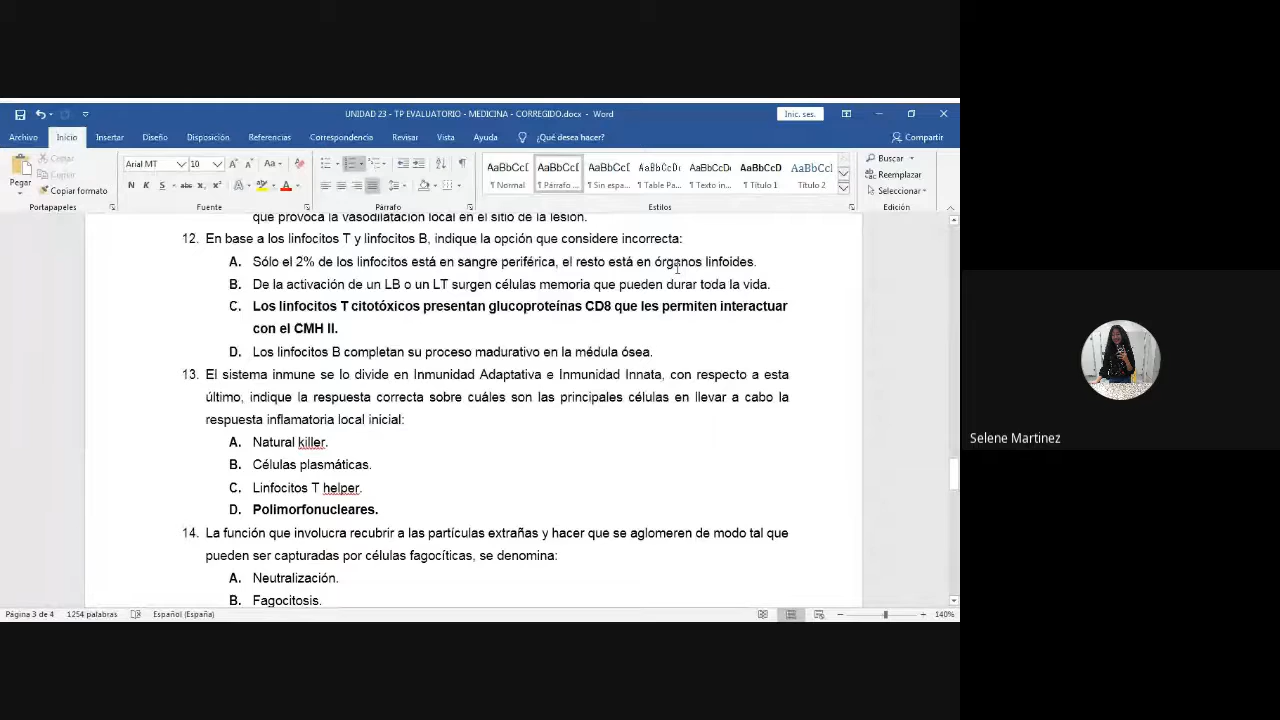 UNIDAD 23 - TP EVALUATORIO - MEDICINA - CORREGIDO.docx - Word
Inic. ses.
Archivo Inicio Insertar Diseño Disposición Referencias Correspondencia Revisar Vista Ayuda ¿Qué desea hacer? Compartir
Pegar
Cortar
Copiar
Copiar formato
Portapapeles
Arial MT 10
Fuente
Párrafo
AaBbCcI AaBbCcI AaBbCcI AaBbCcDı AaBbCcDı AaBbCcD AaBbCcI
¶ Normal ¶ Párrafo ... ¶ Sin espa... ¶ Table Pa... ¶ Texto in... ¶ Título 1 ¶ Título 2
Estilos
Buscar
Reemplazar
Seleccionar
Edición
que provoca la vasodilatación local en el sitio de la lesión.
12. En base a los linfocitos T y linfocitos B, indique la opción que considere incorrecta:
A. Sólo el 2% de los linfocitos está en sangre periférica, el resto está en órganos linfoides.
B. De la activación de un LB o un LT surgen células memoria que pueden durar toda la vida.
C. Los linfocitos T citotóxicos presentan glucoproteínas CD8 que les permiten interactuar
con el CMH II.
D. Los linfocitos B completan su proceso madurativo en la médula ósea.
13. El sistema inmune se lo divide en Inmunidad Adaptativa e Inmunidad Innata, con respecto a esta
último, indique la respuesta correcta sobre cuáles son las principales células en llevar a cabo la
respuesta inflamatoria local inicial:
A. Natural killer.
B. Células plasmáticas.
C. Linfocitos T helper.
D. Polimorfonucleares.
14. La función que involucra recubrir a las partículas extrañas y hacer que se aglomeren de modo tal que
pueden ser capturadas por células fagocíticas, se denomina:
A. Neutralización.
B. Fagocitosis.
Página 3 de 4 1254 palabras Español (España) 140%
Selene Martinez